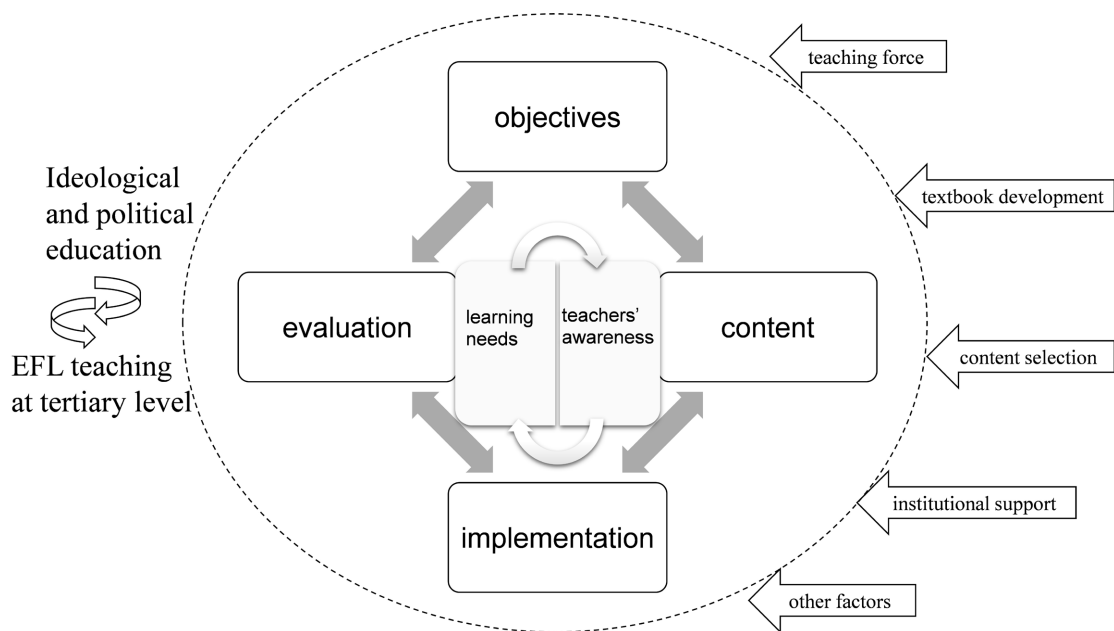 teaching force
objectives
Ideological
and political
education
textbook development
evaluation
learning
needs
teachers’
awareness
content
EFL teaching
at tertiary level
content selection
institutional support
implementation
other factors